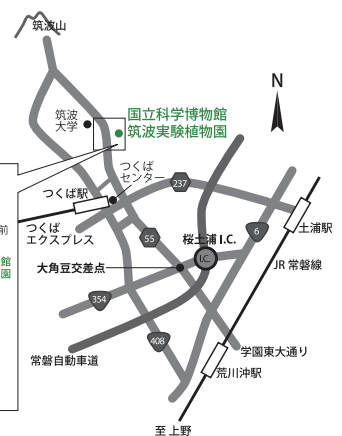 筑波山
N
国立科学博物館
筑波実験植物園
筑波
大学
つくば
センター
つくば駅
237
前
つくば
エクスプレス
館
園
55
桜土浦 I.C.
6
土浦駅
大角豆交差点
I.C.
JR 常磐線
354
408
常磐自動車道
学園東大通り
荒川沖駅
至 上野